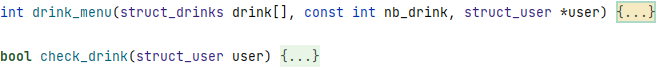 int drink_menu(struct_drinks drink[], const int nb_drink, struct_user *user) {...}
bool check_drink(struct_user user) {...}